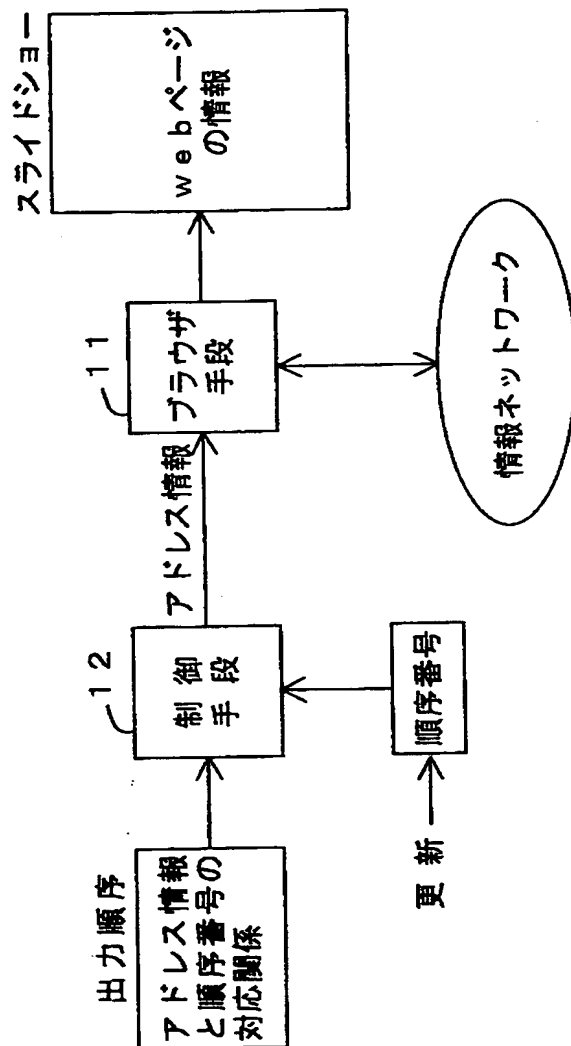 出力順序
アドレス情報
と順序番号の
対応関係
12
制御
手段
アドレス情報
11
ブラウザ
手段
スライドショー
webページ
の情報
更新
順序番号
情報ネットワーク